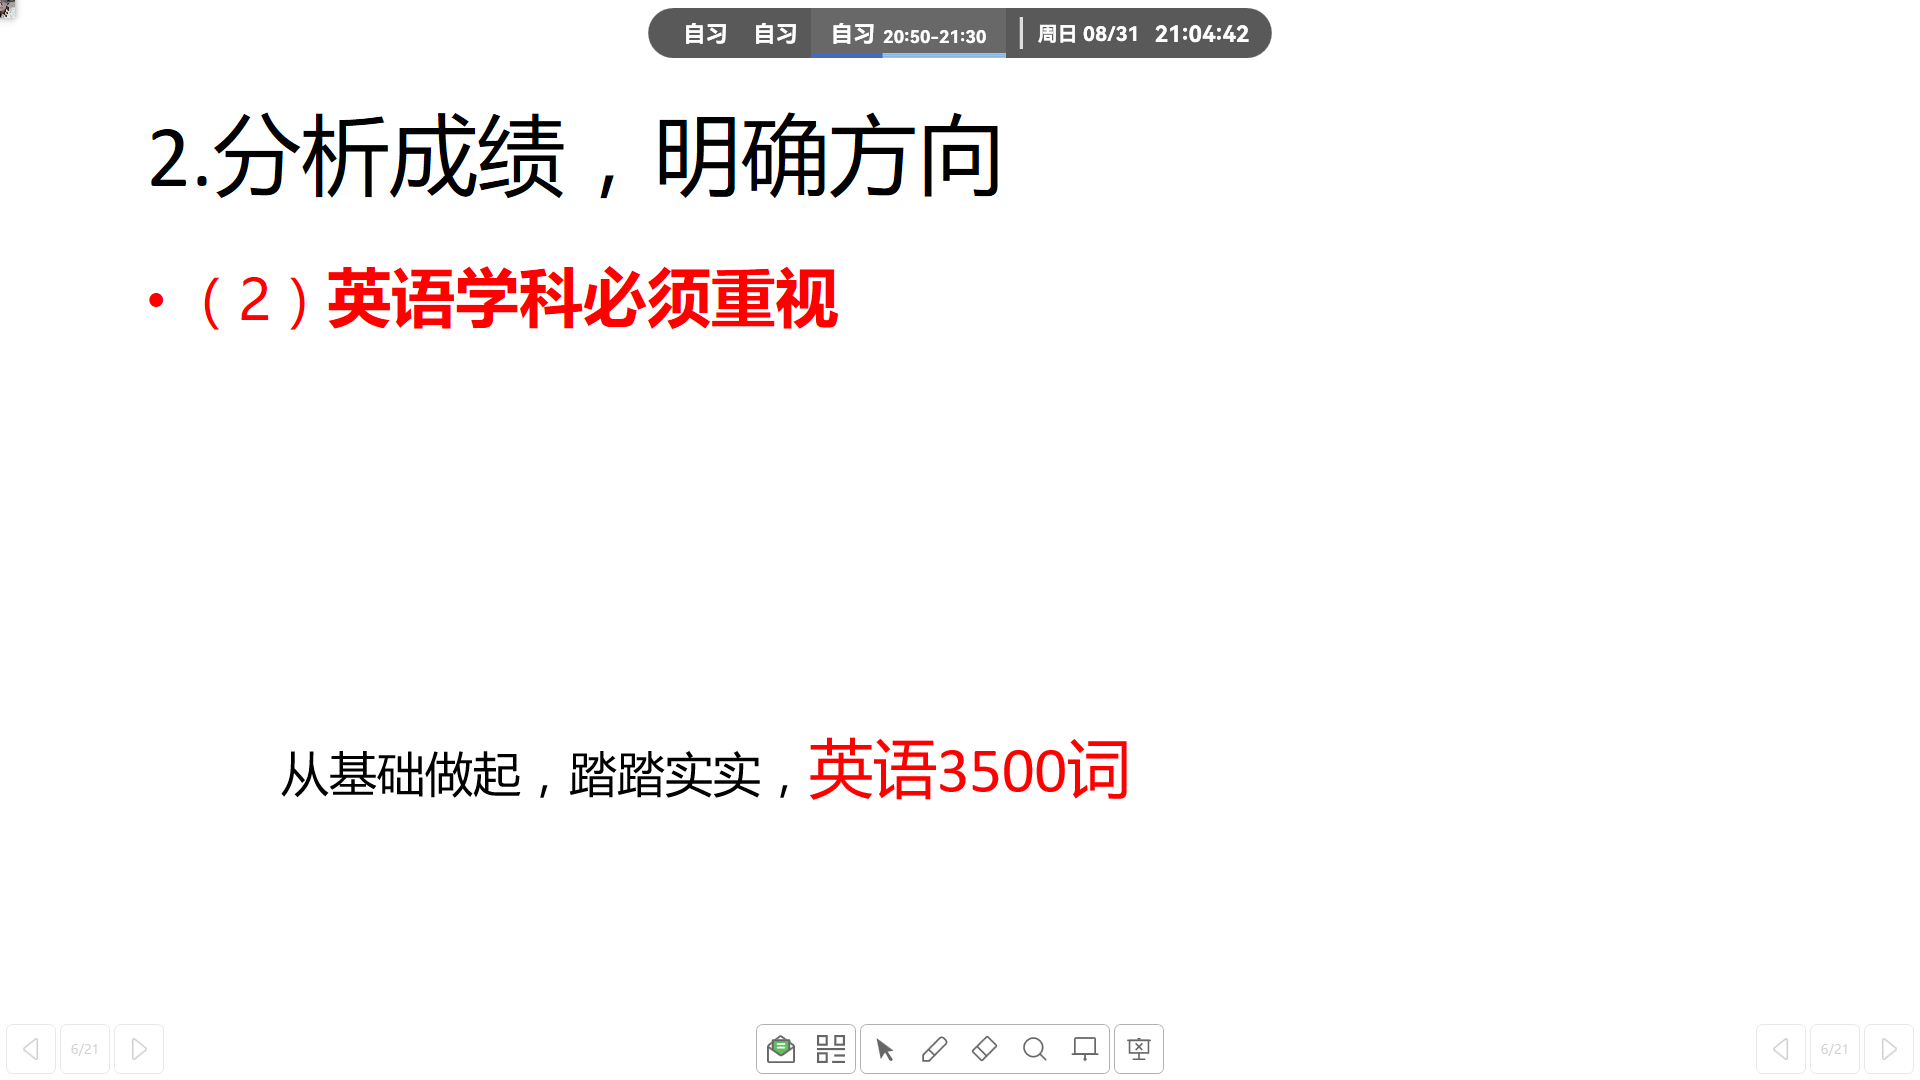 自习 自习 自习 20:50-21:30 周日 08/31 21:04:42
2.分析成绩，明确方向
•（2）英语学科必须重视
从基础做起，踏踏实实，英语3500词
6/21 6/21